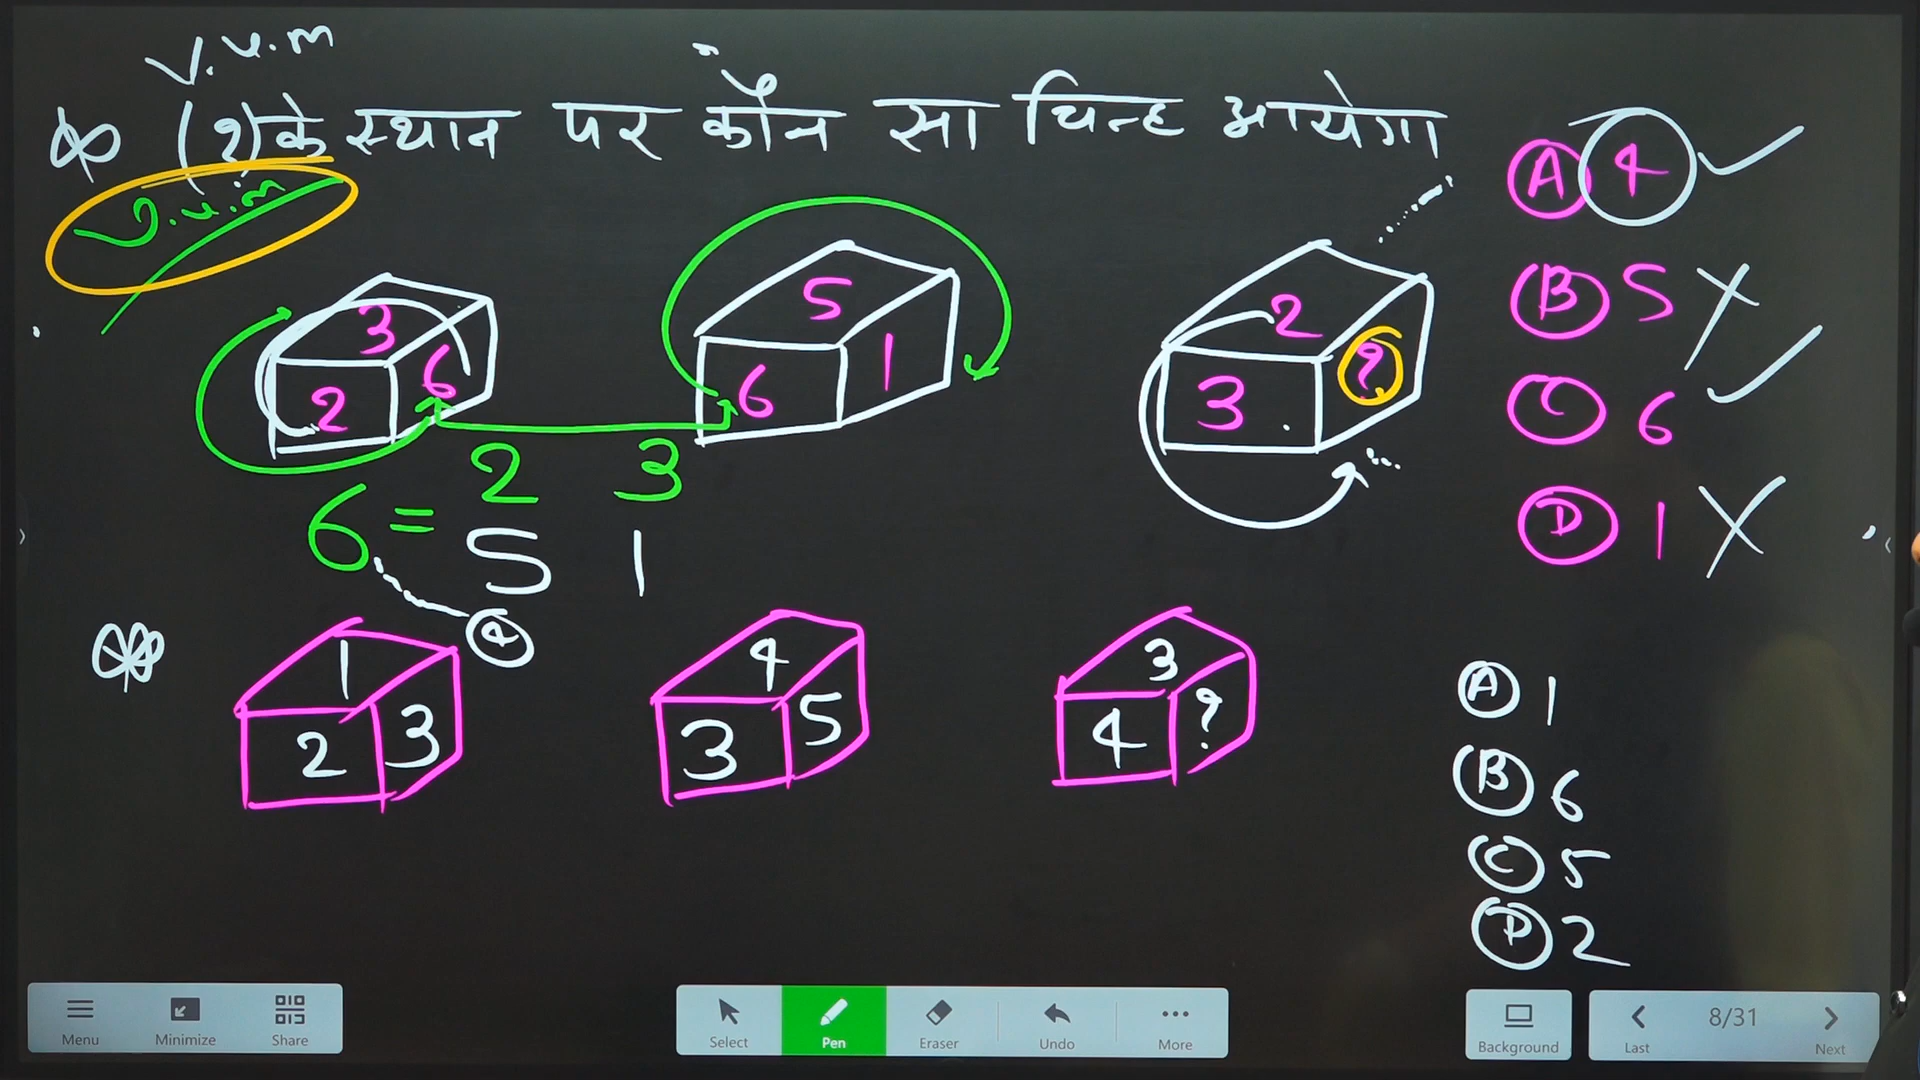 V.V.m
* (?) के स्थान पर कौन सा चिन्ह आयेगा
V.V.m
A 4
B 5
C 6
D 1
3 2 6
5 6 1
2 3 ?
6 = 2 3
5 1
4
1 2 3
4 3 5
3 4 ?
A 1
B 6
C 5
D 2
Menu Minimize Share
Select Pen Eraser Undo More
Background
Last 8/31 Next